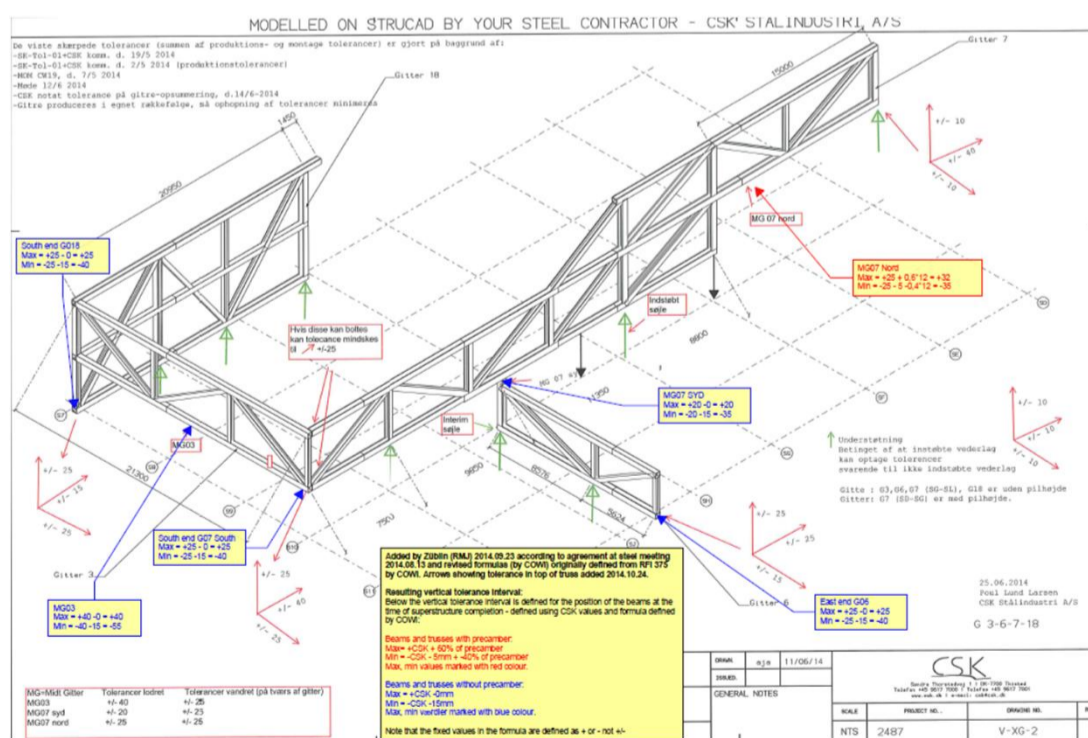 MODELLED ON STRUCAD BY YOUR STEEL CONTRACTOR - CSK STALINDUSTRI A/S
De viste skærpede tolerancer (summen af produktions- og montage tolerancer) er gjort på baggrund af:
-SE-Tol-01+CSK komm. d. 19/5 2014
-SE-Tol-01+CSK komm. d. 2/5 2014 (produktionstolerancer)
d. 7/5 2014
-Møde 12/6 2014
-CSK notat tolerance på gitre-opsummering, d.14/6-2014
-Gitre produceres i egnet rækkefølge, må ophopning af tolerancer minimeres
Gitter 7
Gitter 18
15000
1450
20950
+/- 10
+/- 40
+/- 10
MG 07 nord
South end G018
Max = +25 - 0 = +25
Min = -25 -15 = -40
MG07 Nord
Max = +25 + 0,6*12 = +32
Min = -25 - 5 -0,4*12 = -35
Indstøbt
søjle
Hvis disse kan boltes
kan tolecance mindskes
til +/-25
6600
MG 07
11350
MG07 SYD
Max = +20 -0 = +20
Min = -20 -15 = -35
Interim
søjle
MG03
+/- 10
+/- 10
Understøtning
Betinget af at instøbte vederlag
kan optage tolerencer
svarende til ikke indstøbte vederlag
Gitte : G3,G6,G7 (SG-SL), G18 er uden pilhøjde
Gitter: G7 (SD-SG) er med pilhøjde.
+/- 25
+/- 15
+/- 25
21300
9650
8576
5624
7503
+/- 25
+/- 15
South end G07 South
Max = +25 - 0 = +25
Min = -25 -15 = -40
Gitter 3
+/- 25
+/- 40
+/- 25
MG03
Max = +40 -0 = +40
Min = -40 -15 = -55
Gitter 6
East end G06
Max = +25 -0 = +25
Min = -25 -15 = -40
Added by Züblin (RMJ) 2014.09.23 according to agreement at steel meeting
2014.08.13 and revised formulas (by COWI) originally defined from RFI 375
by COWI. Arrows showing tolerance in top of truss added 2014.10.24.
Resulting vertical tolerance interval:
Below the vertical tolerance interval is defined for the position of the beams at the
time of superstructure completion - defined using CSK values and formula defined
by COWI:
Beams and trusses with precamber:
Max= +CSK + 60% of precamber
Min = -CSK - 5mm + -40% of precamber
Max, min values marked with red colour.
Beams and trusses without precamber:
Max = +CSK -0mm
Min = -CSK -15mm
Max, min værdier marked with blue colour.
Note that the fixed values in the formula are defined as + or - not +/-
25.06.2014
Poul Lund Larsen
CSK Stålindustri A/S
G 3-6-7-18
MG=Midt Gitter Tolerancer lodret Tolerancer vandret (på tværs af gitter)
MG03 +/- 40 +/- 25
MG07 syd +/- 20 +/- 23
MG07 nord +/- 25 +/- 25
DRAWN. aja 11/06/14
ISSUED.
GENERAL NOTES
CSK
SCALE PROJECT NO.. DRAWING NO.
NTS 2487 V-XG-2